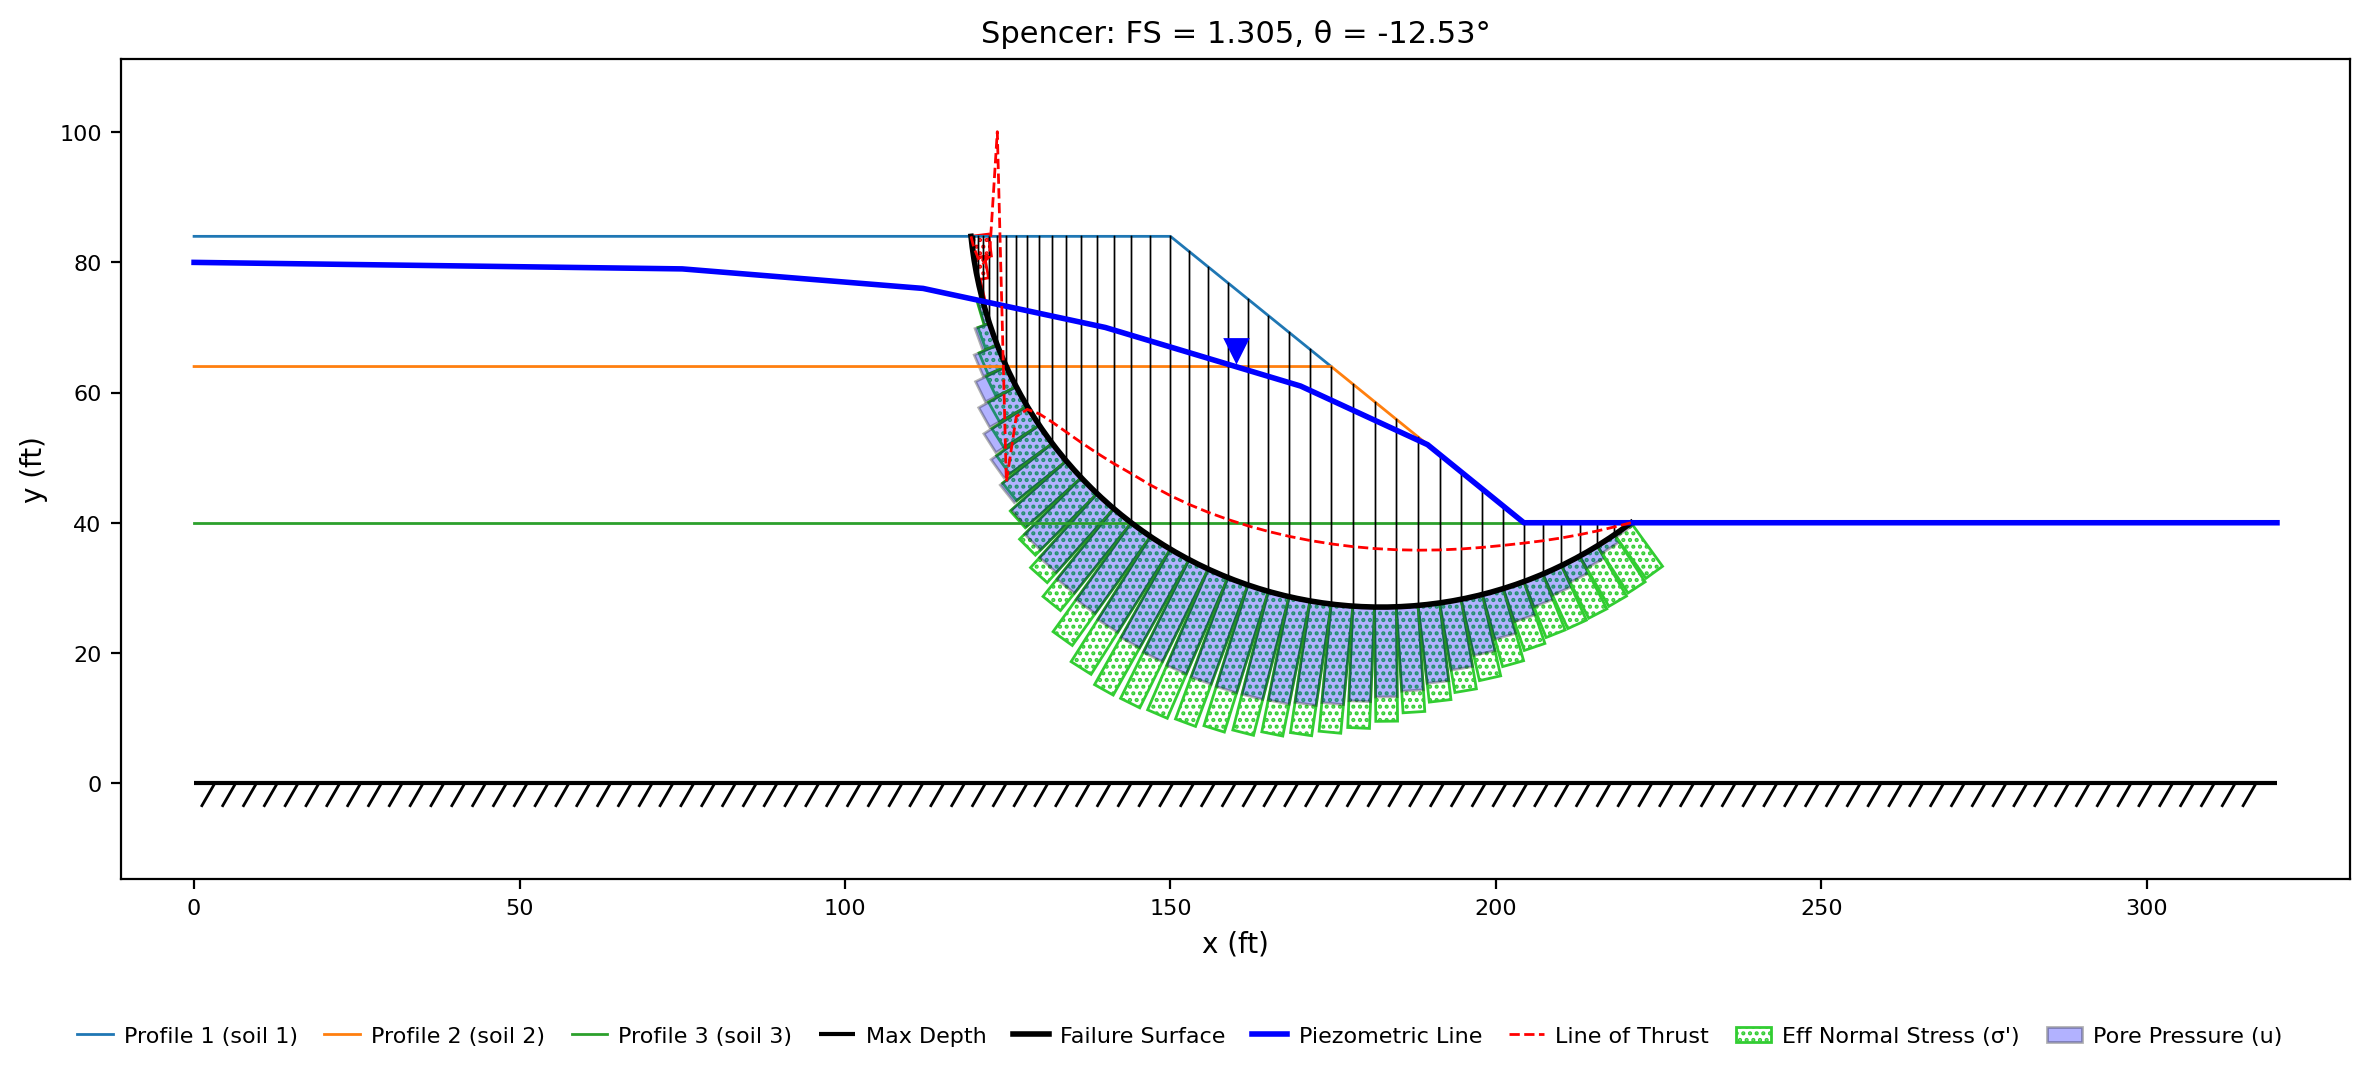 Spencer: FS = 1.305, θ = -12.53°
y (ft)
100
80
60
40
20
0
0 50 100 150 200 250 300
x (ft)
Profile 1 (soil 1) Profile 2 (soil 2) Profile 3 (soil 3) Max Depth Failure Surface Piezometric Line Line of Thrust Eff Normal Stress (σ') Pore Pressure (u)